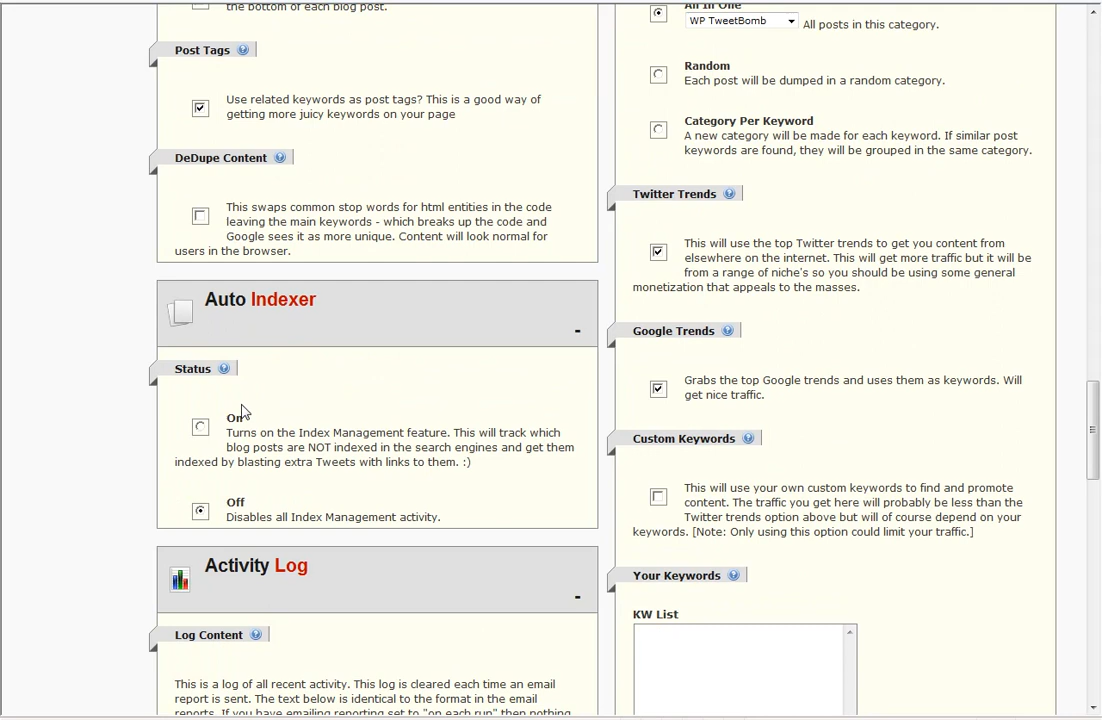 the bottom of each blog post.
Post Tags
Use related keywords as post tags? This is a good way of
getting more juicy keywords on your page
DeDupe Content
This swaps common stop words for html entities in the code
leaving the main keywords - which breaks up the code and
Google sees it as more unique. Content will look normal for
users in the browser.
Auto Indexer
-
Status
On
Turns on the Index Management feature. This will track which
blog posts are NOT indexed in the search engines and get them
indexed by blasting extra Tweets with links to them. :)
Off
Disables all Index Management activity.
Activity Log
-
Log Content
This is a log of all recent activity. This log is cleared each time an email
report is sent. The text below is identical to the format in the email
reports. If you have emailing reporting set to "on each run" then nothing
All In One
WP TweetBomb
All posts in this category.
Random
Each post will be dumped in a random category.
Category Per Keyword
A new category will be made for each keyword. If similar post
keywords are found, they will be grouped in the same category.
Twitter Trends
This will use the top Twitter trends to get you content from
elsewhere on the internet. This will get more traffic but it will be
from a range of niche's so you should be using some general
monetization that appeals to the masses.
Google Trends
Grabs the top Google trends and uses them as keywords. Will
get nice traffic.
Custom Keywords
This will use your own custom keywords to find and promote
content. The traffic you get here will probably be less than the
Twitter trends option above but will of course depend on your
keywords. [Note: Only using this option could limit your traffic.]
Your Keywords
KW List